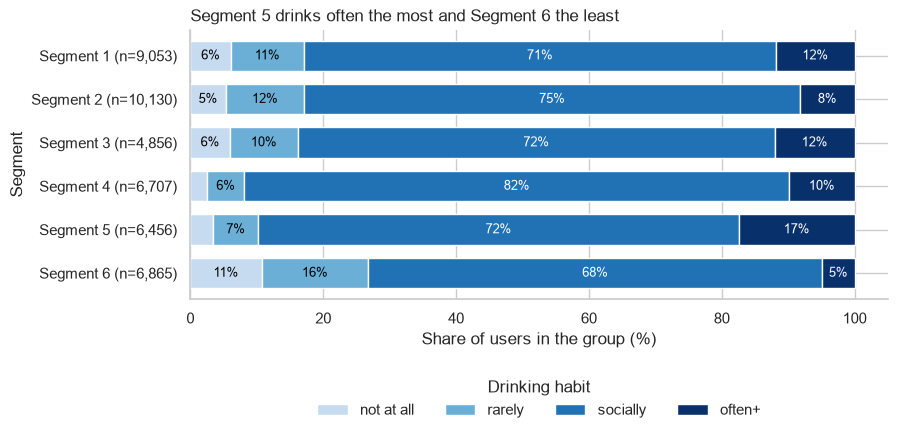 Segment 5 drinks often the most and Segment 6 the least
Segment 1 (n=9,053) 6% 11% 71% 12%
Segment 2 (n=10,130) 5% 12% 75% 8%
Segment 3 (n=4,856) 6% 10% 72% 12%
Segment 4 (n=6,707) 6% 82% 10%
Segment 5 (n=6,456) 7% 72% 17%
Segment 6 (n=6,865) 11% 16% 68% 5%
Segment
0 20 40 60 80 100
Share of users in the group (%)
Drinking habit
not at all rarely socially often+